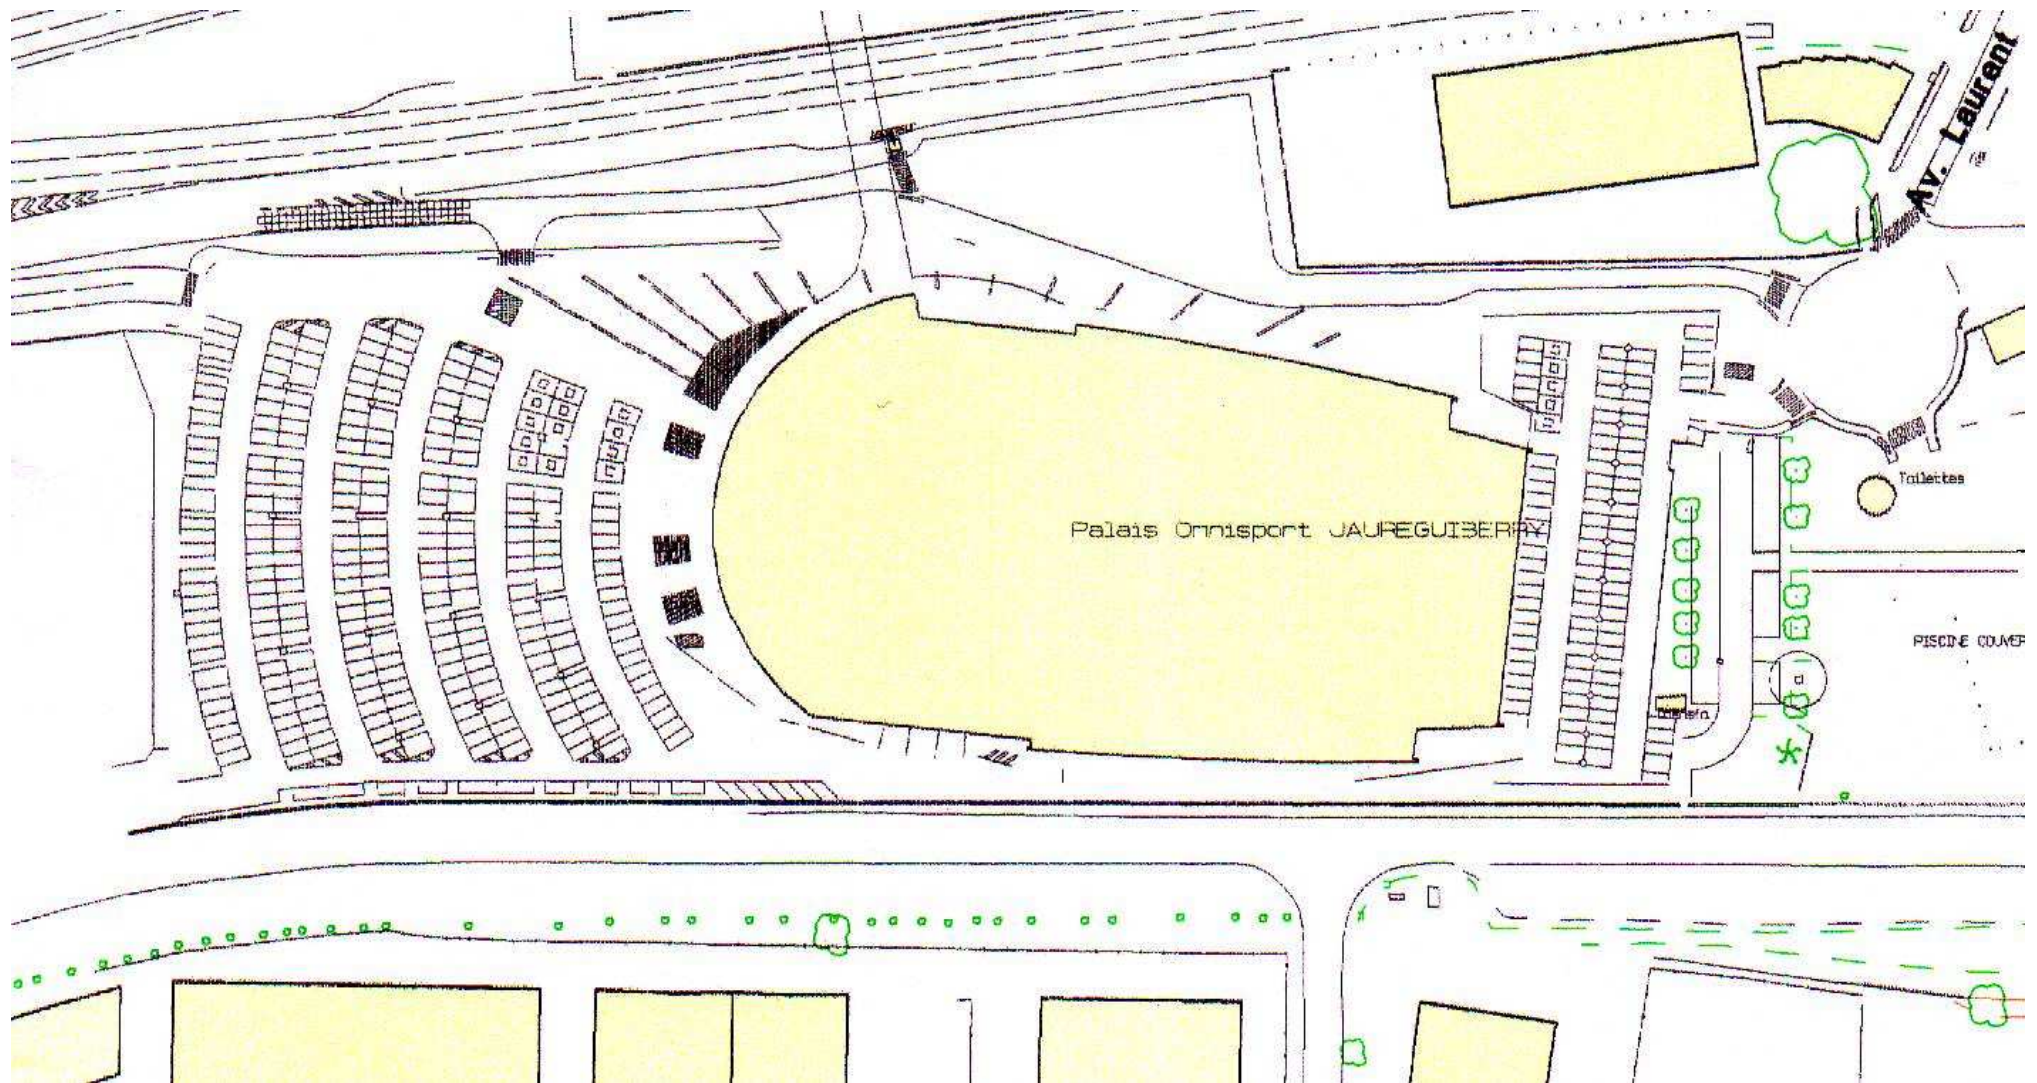 Av. Laurent
Toilettes
Palais Omnisport JAUREGUIBERRY
PISCINE COUVER